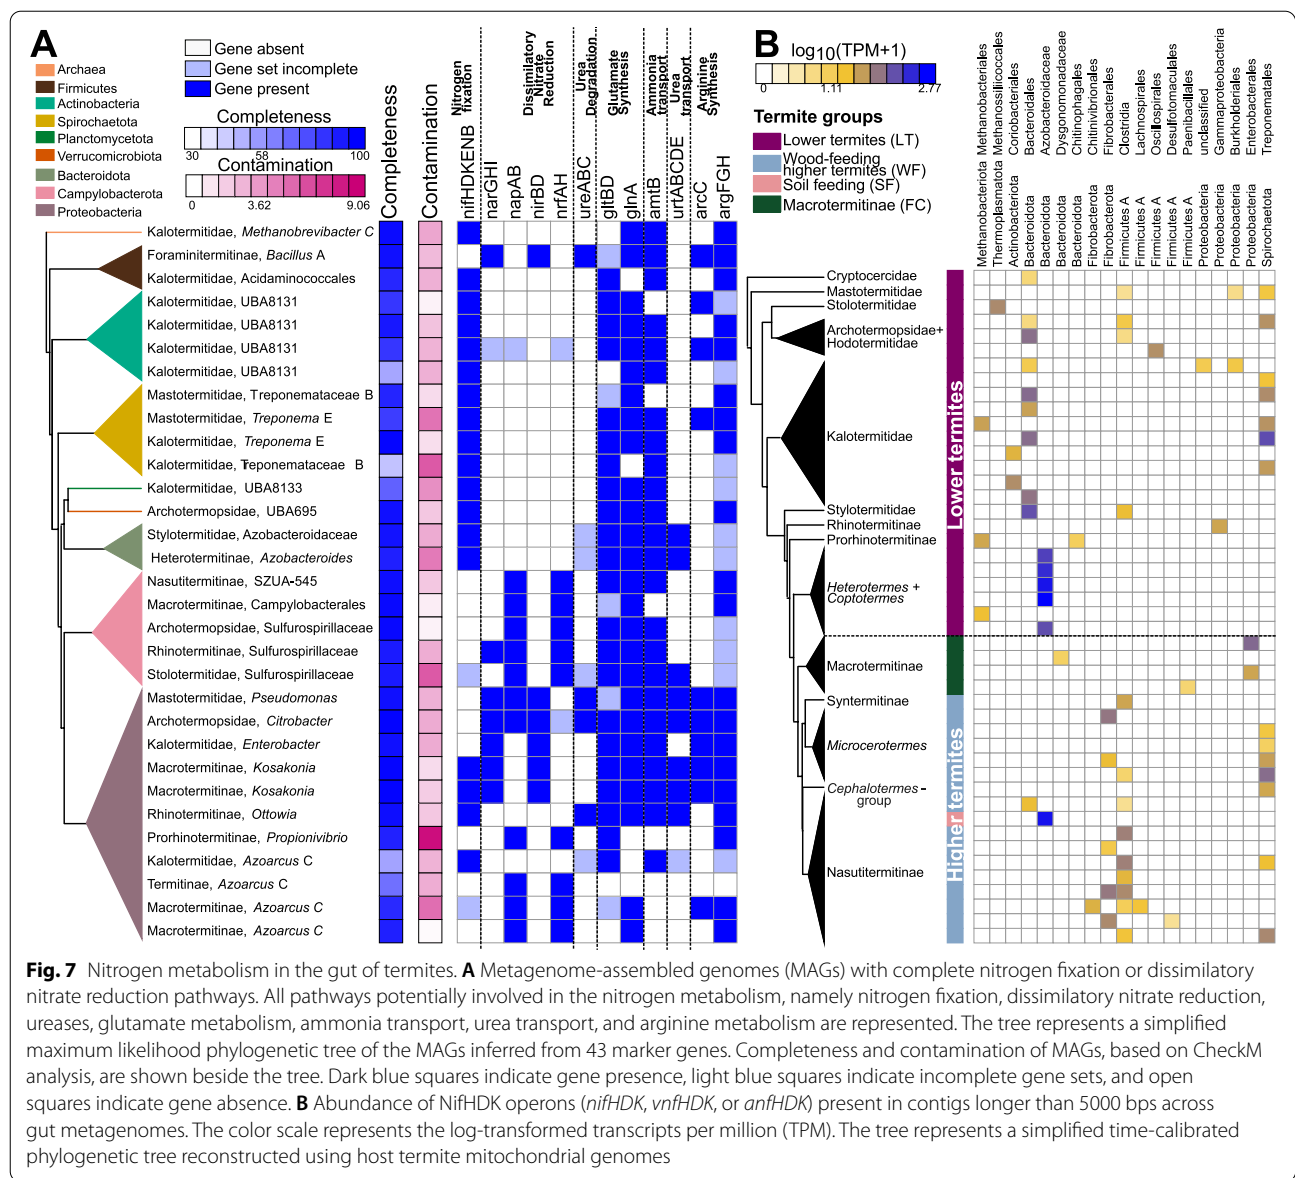 A
Archaea
Firmicutes
Actinobacteria
Spirochaetota
Planctomycetota
Verrucomicrobiota
Bacteroidota
Campylobacterota
Proteobacteria
Gene absent
Gene set incomplete
Gene present
Completeness
30 58 100
Contamination
0 3.62 9.06
Completeness
Contamination
Nitrogen fixation
Dissimilatory Nitrate Reduction
Urea Degradation
Glutamate Synthesis
Ammonia transport
Urea transport
Arginine Synthesis
nifHDKENB
narGHI
napAB
nirBD
nrfAH
ureABC
gltBD
glnA
amtB
urtABCDE
arcC
argFGH
Kalotermitidae, Methanobrevibacter C
Foraminitermitinae, Bacillus A
Kalotermitidae, Acidaminococcales
Kalotermitidae, UBA8131
Kalotermitidae, UBA8131
Kalotermitidae, UBA8131
Kalotermitidae, UBA8131
Mastotermitidae, Treponemataceae B
Mastotermitidae, Treponema E
Kalotermitidae, Treponema E
Kalotermitidae, Treponemataceae B
Kalotermitidae, UBA8133
Archotermopsidae, UBA695
Stylotermitidae, Azobacteroidaceae
Heterotermitinae, Azobacteroides
Nasutitermitinae, SZUA-545
Macrotermitinae, Campylobacterales
Archotermopsidae, Sulfurospirillaceae
Rhinotermitinae, Sulfurospirillaceae
Stolotermitidae, Sulfurospirillaceae
Mastotermitidae, Pseudomonas
Archotermopsidae, Citrobacter
Kalotermitidae, Enterobacter
Macrotermitinae, Kosakonia
Macrotermitinae, Kosakonia
Rhinotermitinae, Ottowia
Prorhinotermitinae, Propionivibrio
Kalotermitidae, Azoarcus C
Termitinae, Azoarcus C
Macrotermitinae, Azoarcus C
Macrotermitinae, Azoarcus C
B
log10(TPM+1)
0 1.11 2.77
Termite groups
Lower termites (LT)
Wood-feeding
higher termites (WF)
Soil feeding (SF)
Macrotermitinae (FC)
Methanobacteriales
Methanossiliicoccales
Coriobacteriales
Bacteroidales
Azobacteroidaceae
Dysgonomonadaceae
Chitinophagales
Chitinivibrionales
Fibrobacterales
Clostridia
Lachnospirales
Oscillospirales
Desulfotomaculales
Paenibacillales
unclassified
Gammaproteobacteria
Burkholderiales
Enterobacterales
Treponematales
Methanobacteriota
Thermoplasmatota
Actinobacteriota
Bacteroidota
Bacteroidota
Bacteroidota
Bacteroidota
Fibrobacterota
Fibrobacterota
Firmicutes A
Firmicutes A
Firmicutes A
Firmicutes A
Firmicutes A
Proteobacteria
Proteobacteria
Proteobacteria
Proteobacteria
Spirochaetota
Cryptocercidae
Mastotermitidae
Stolotermitidae
Archotermopsidae+
Hodotermitidae
Kalotermitidae
Stylotermitidae
Rhinotermitinae
Prorhinotermitinae
Heterotermes +
Coptotermes
Macrotermitinae
Syntermitinae
Microcerotermes
Cephalotermes-
group
Nasutitermitinae
Lower termites
Higher termites
Fig. 7 Nitrogen metabolism in the gut of termites. A Metagenome-assembled genomes (MAGs) with complete nitrogen fixation or dissimilatory
nitrate reduction pathways. All pathways potentially involved in the nitrogen metabolism, namely nitrogen fixation, dissimilatory nitrate reduction,
ureases, glutamate metabolism, ammonia transport, urea transport, and arginine metabolism are represented. The tree represents a simplified
maximum likelihood phylogenetic tree of the MAGs inferred from 43 marker genes. Completeness and contamination of MAGs, based on CheckM
analysis, are shown beside the tree. Dark blue squares indicate gene presence, light blue squares indicate incomplete gene sets, and open
squares indicate gene absence. B Abundance of NifHDK operons (nifHDK, vnfHDK, or anfHDK) present in contigs longer than 5000 bps across
gut metagenomes. The color scale represents the log-transformed transcripts per million (TPM). The tree represents a simplified time-calibrated
phylogenetic tree reconstructed using host termite mitochondrial genomes